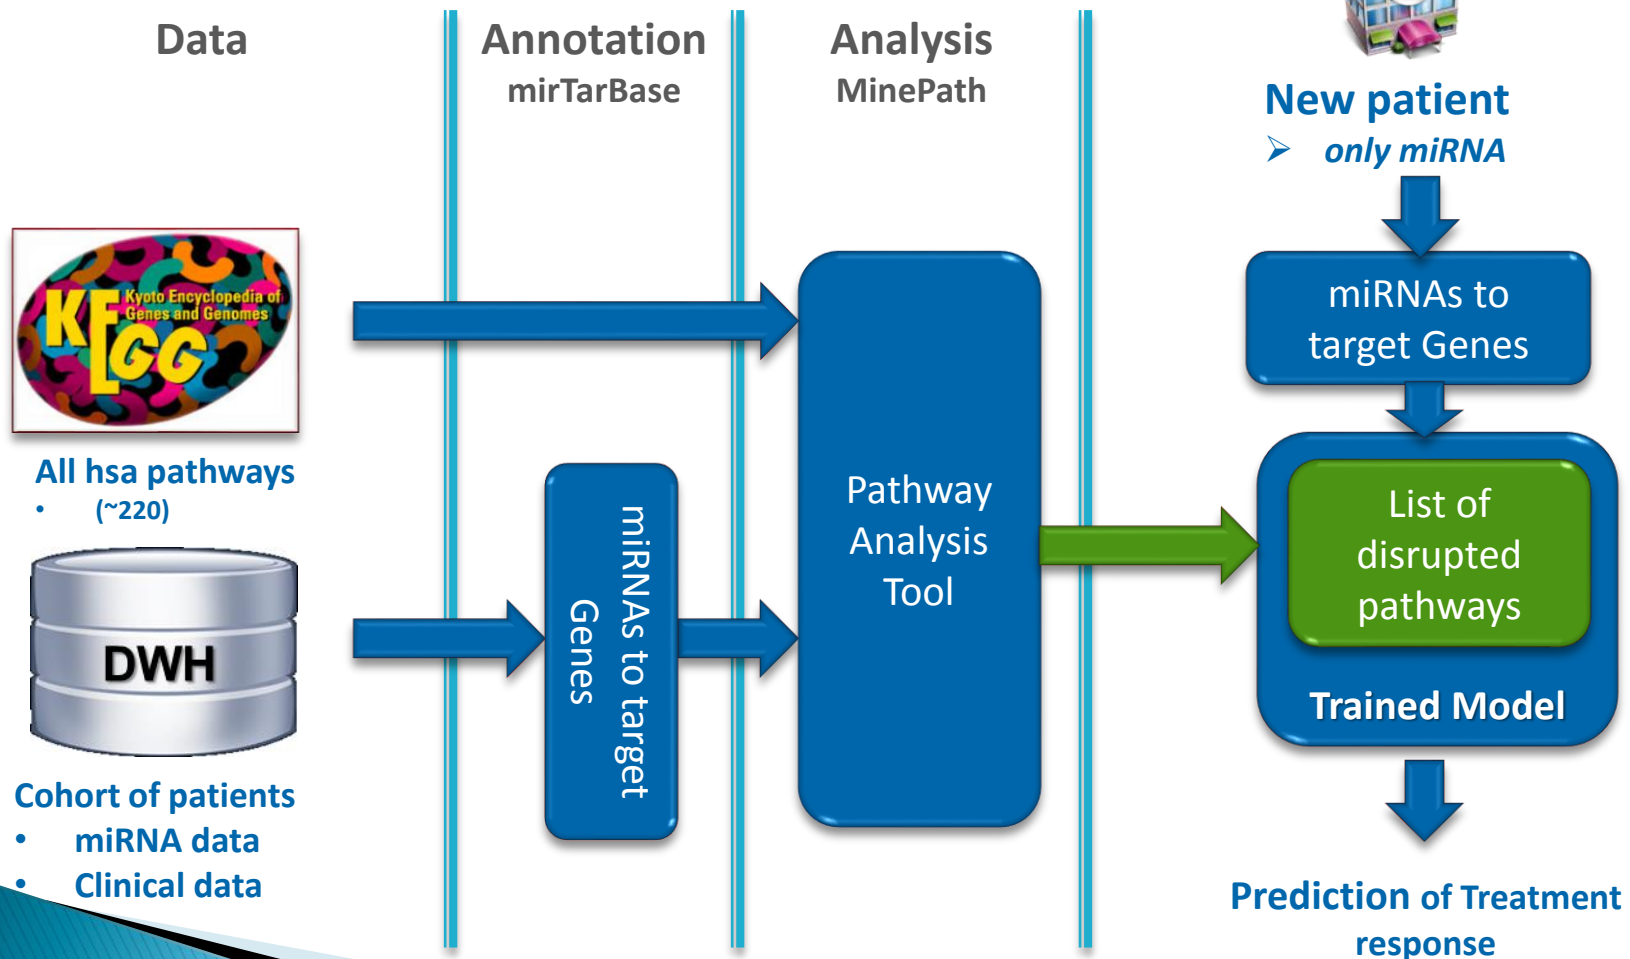 Data
Annotation
mirTarBase
Analysis
MinePath
New patient
➢ only miRNA
KEGG
Kyoto Encyclopedia of
Genes and Genomes
All hsa pathways
• (~220)
DWH
Cohort of patients
• miRNA data
• Clinical data
miRNAs to target
Genes
Pathway
Analysis
Tool
miRNAs to
target Genes
List of
disrupted
pathways
Trained Model
Prediction of Treatment
response